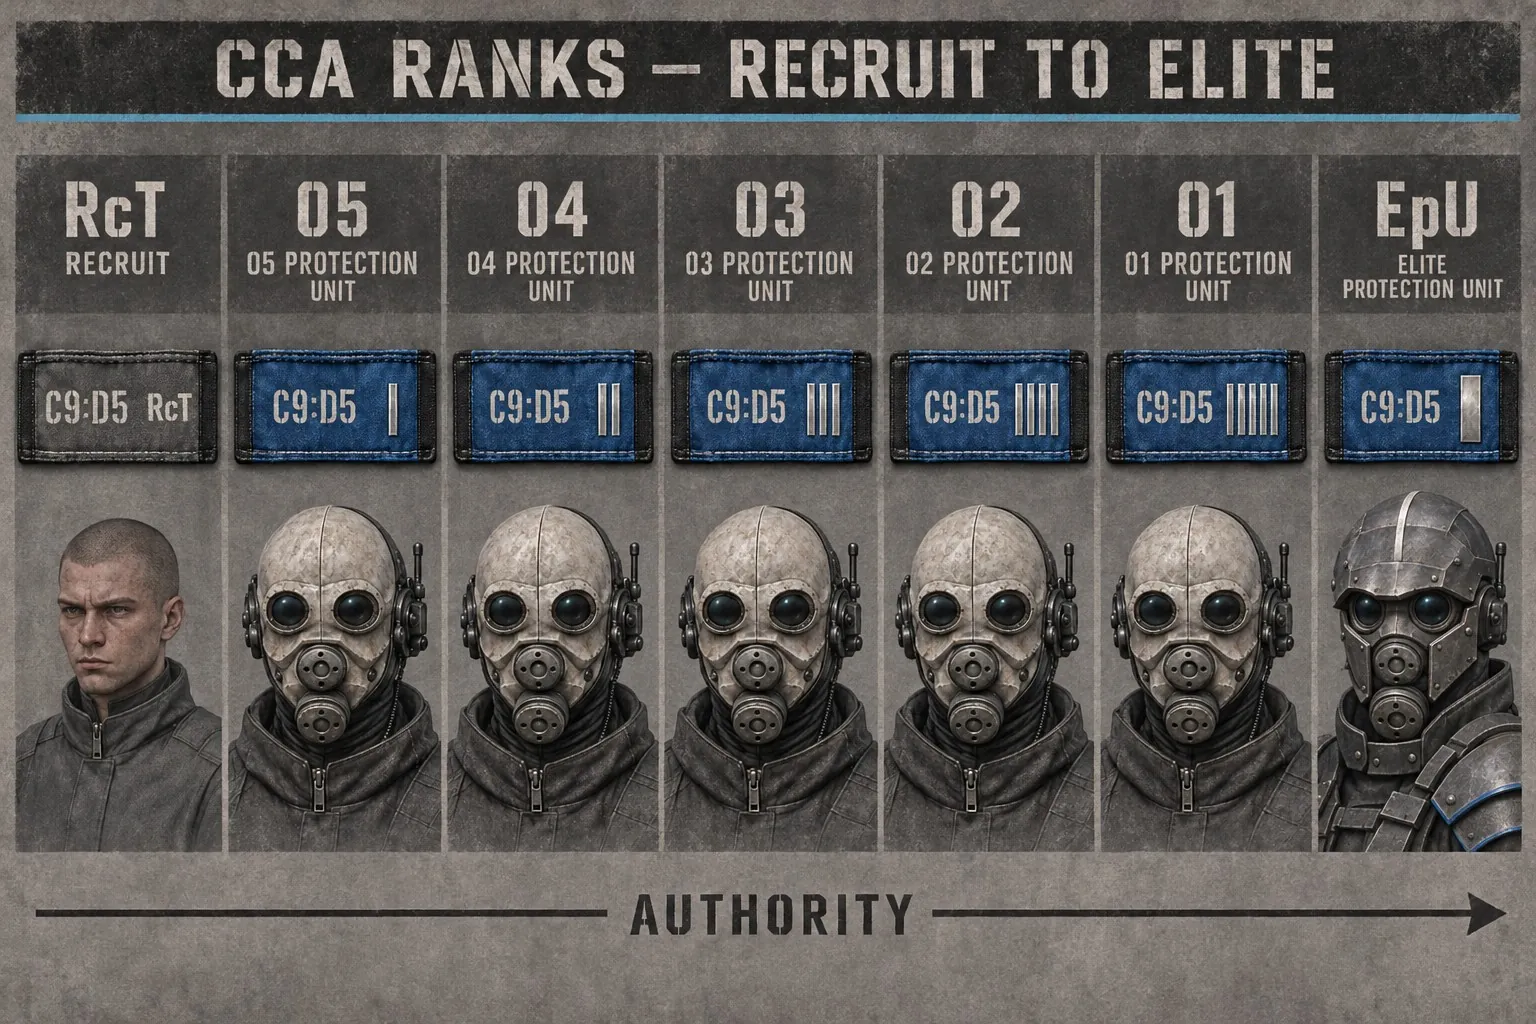 CCA RANKS — RECRUIT TO ELITE
RcT
RECRUIT
05
05 PROTECTION
UNIT
04
04 PROTECTION
UNIT
03
03 PROTECTION
UNIT
02
02 PROTECTION
UNIT
01
01 PROTECTION
UNIT
EpU
ELITE
PROTECTION UNIT
C9:D5 RcT
C9:D5
C9:D5
C9:D5
C9:D5
C9:D5
C9:D5
AUTHORITY